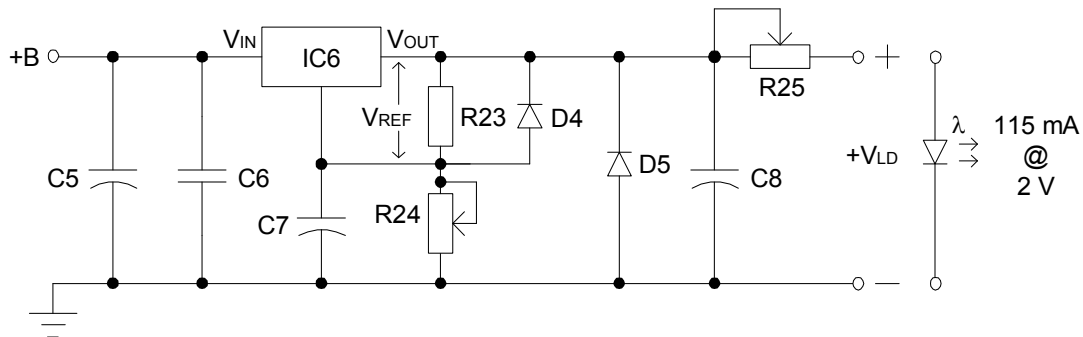 +B
VIN
IC6
VOUT
VREF
R23
D4
C5
C6
C7
R24
D5
C8
R25
+
+VLD
−
λ
115 mA
@
2 V